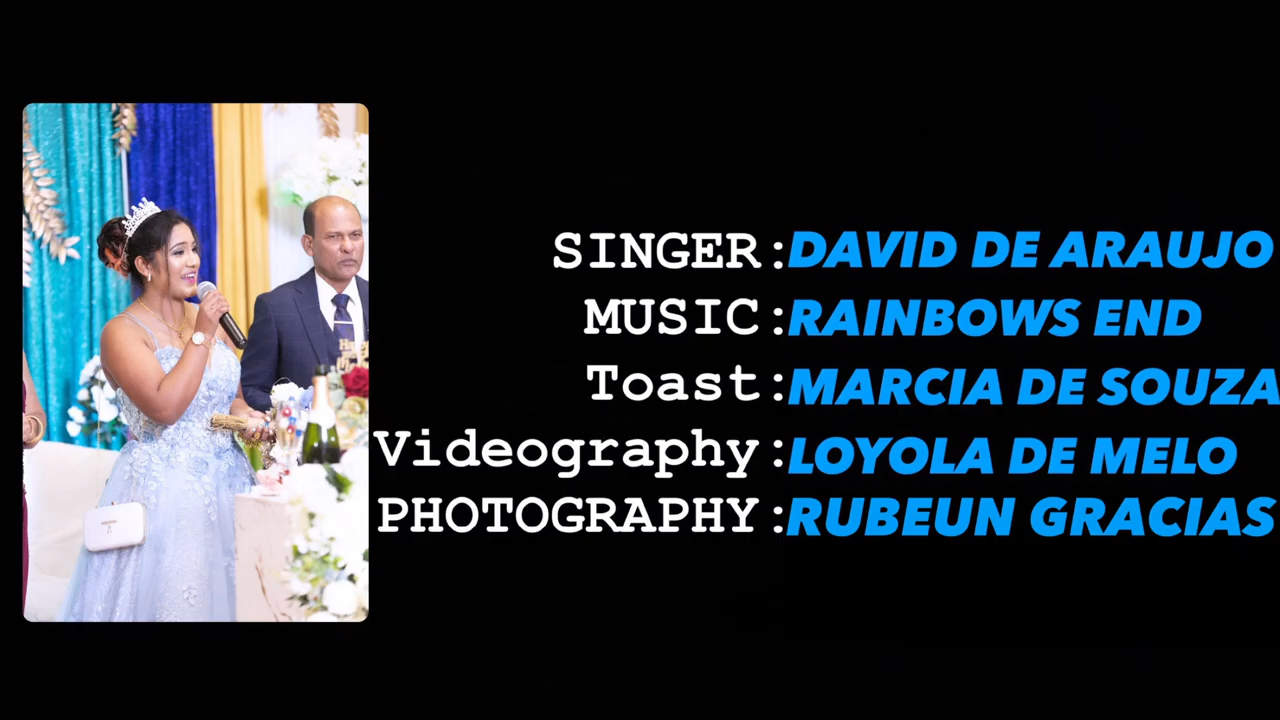 SINGER:DAVID DE ARAUJO
MUSIC:RAINBOWS END
Toast:MARCIA DE SOUZA
Videography:LOYOLA DE MELO
PHOTOGRAPHY:RUBEUN GRACIAS